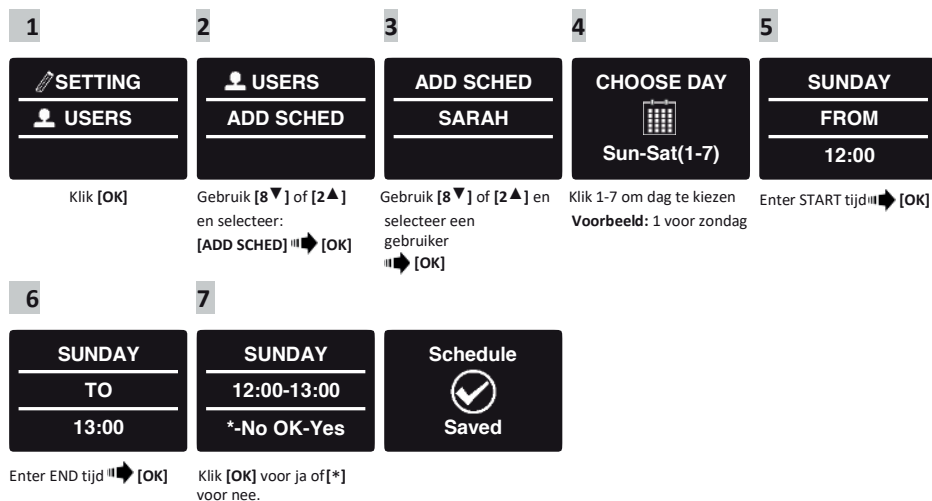 1
SETTING
USERS
Klik [OK]
2
USERS
ADD SCHED
Gebruik [8▼] of [2▲]
en selecteer:
[ADD SCHED] [OK]
3
ADD SCHED
SARAH
Gebruik [8▼] of [2▲] en
selecteer een
gebruiker
[OK]
4
CHOOSE DAY
Sun-Sat(1-7)
Klik 1-7 om dag te kiezen
Voorbeeld: 1 voor zondag
5
SUNDAY
FROM
12:00
Enter START tijd [OK]
6
SUNDAY
TO
13:00
Enter END tijd [OK]
7
SUNDAY
12:00-13:00
*-No OK-Yes
Klik [OK] voor ja of[*]
voor nee.
Schedule
Saved